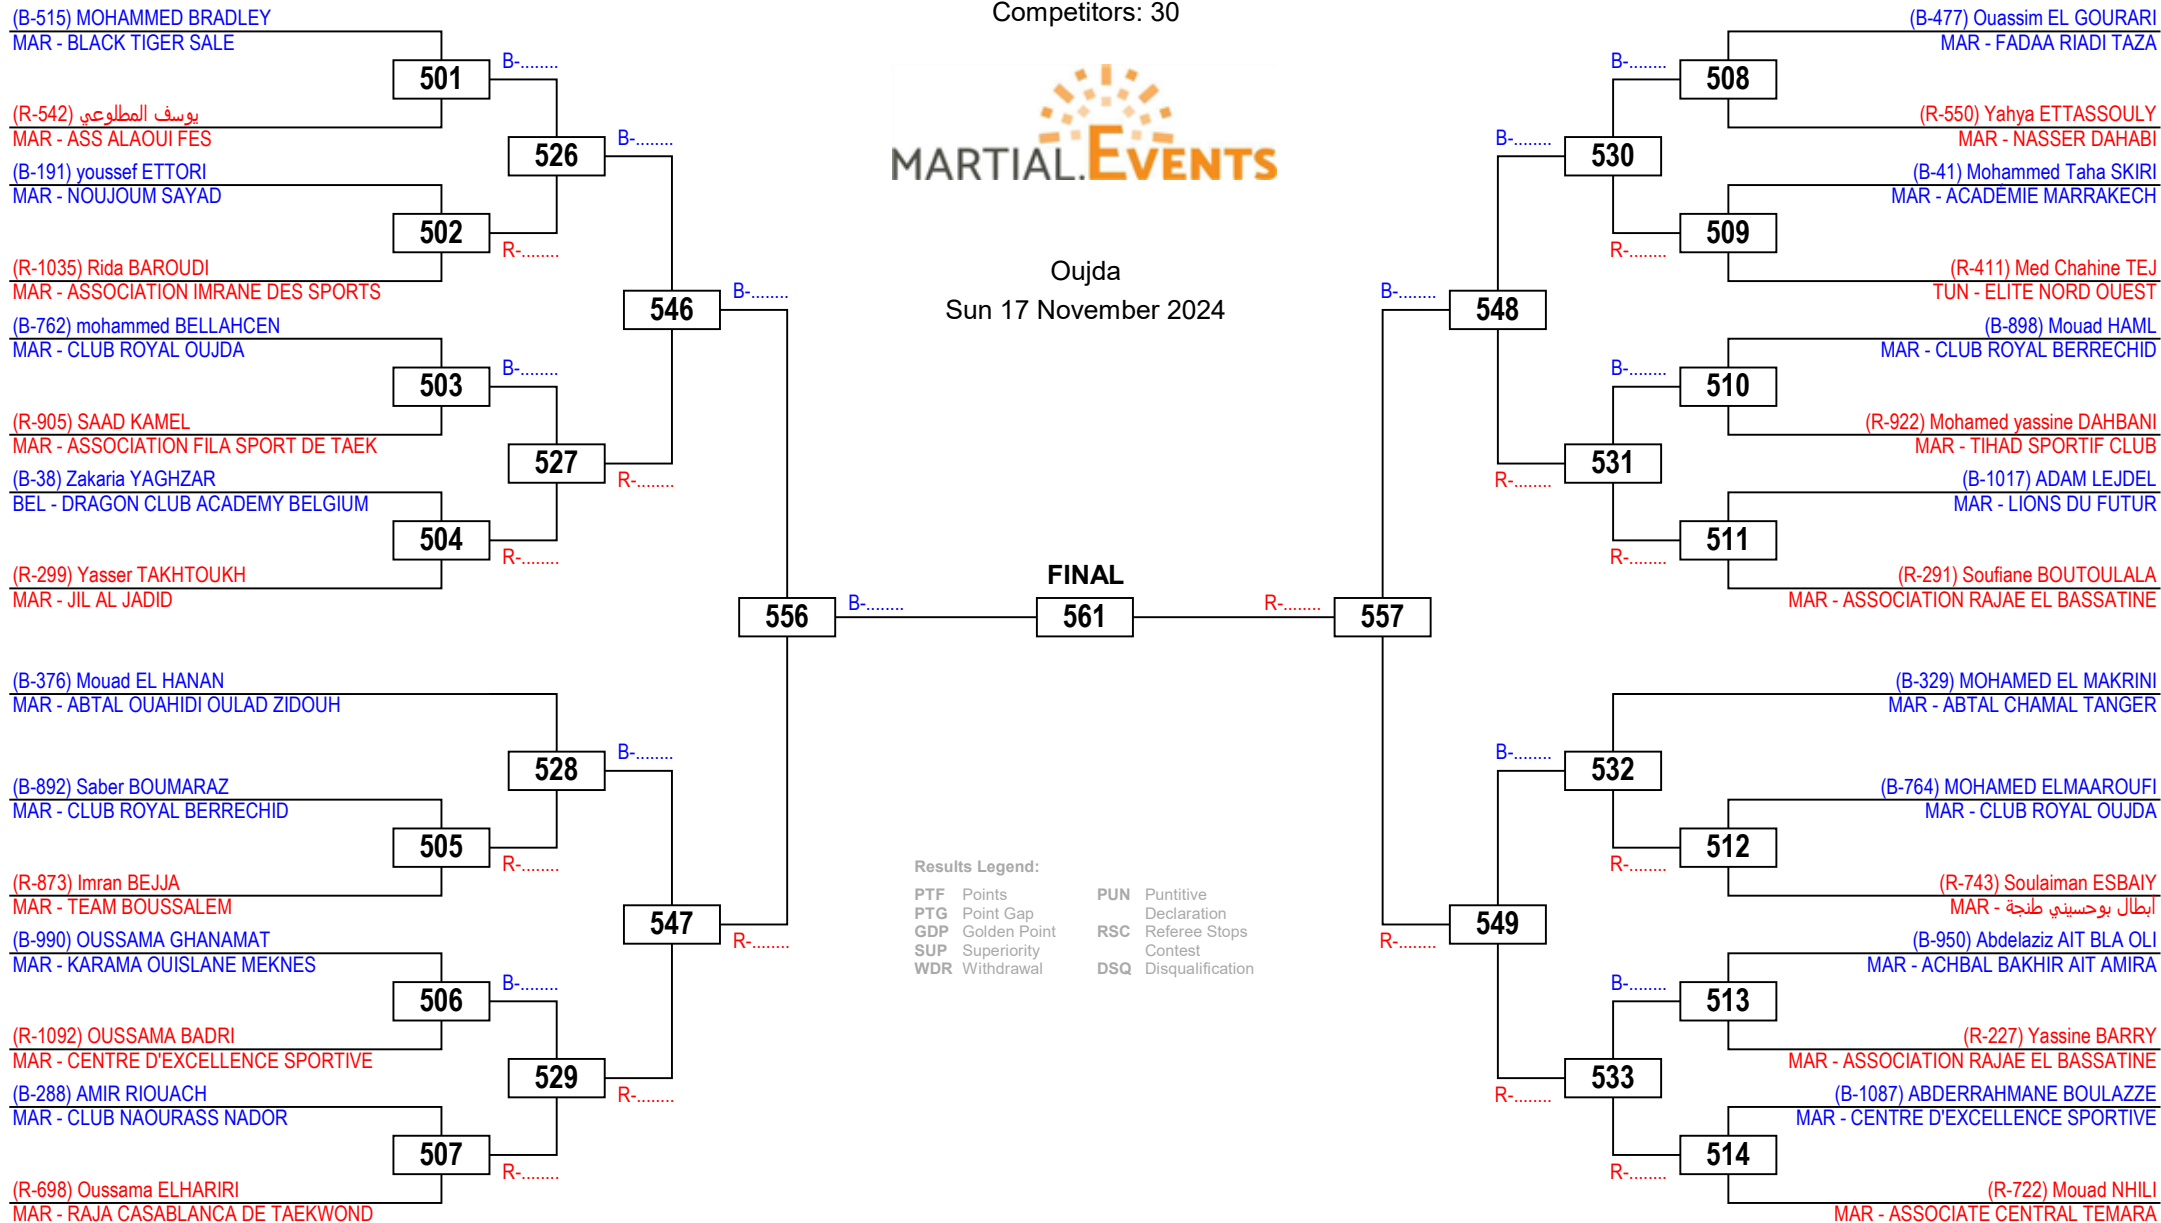 Competitors: 30
MARTIAL.EVENTS
Oujda
Sun 17 November 2024
(B-515) MOHAMMED BRADLEY
MAR - BLACK TIGER SALE
501
B-........
(R-542) يوسف المطلوعي
MAR - ASS ALAOUI FES
526
B-........
(B-191) youssef ETTORI
MAR - NOUJOUM SAYAD
502
R-........
(R-1035) Rida BAROUDI
MAR - ASSOCIATION IMRANE DES SPORTS
546
B-........
(B-762) mohammed BELLAHCEN
MAR - CLUB ROYAL OUJDA
503
B-........
(R-905) SAAD KAMEL
MAR - ASSOCIATION FILA SPORT DE TAEK
527
R-........
(B-38) Zakaria YAGHZAR
BEL - DRAGON CLUB ACADEMY BELGIUM
504
R-........
(R-299) Yasser TAKHTOUKH
MAR - JIL AL JADID
556
B-........
(B-376) Mouad EL HANAN
MAR - ABTAL OUAHIDI OULAD ZIDOUH
528
B-........
(B-892) Saber BOUMARAZ
MAR - CLUB ROYAL BERRECHID
505
R-........
(R-873) Imran BEJJA
MAR - TEAM BOUSSALEM
547
R-........
(B-990) OUSSAMA GHANAMAT
MAR - KARAMA OUISLANE MEKNES
506
B-........
(R-1092) OUSSAMA BADRI
MAR - CENTRE D'EXCELLENCE SPORTIVE
529
R-........
(B-288) AMIR RIOUACH
MAR - CLUB NAOURASS NADOR
507
R-........
(R-698) Oussama ELHARIRI
MAR - RAJA CASABLANCA DE TAEKWOND
FINAL
561
(B-477) Ouassim EL GOURARI
MAR - FADAA RIADI TAZA
B-........
508
(R-550) Yahya ETTASSOULY
MAR - NASSER DAHABI
B-........
530
(B-41) Mohammed Taha SKIRI
MAR - ACADÉMIE MARRAKECH
R-........
509
(R-411) Med Chahine TEJ
TUN - ELITE NORD OUEST
B-........
548
(B-898) Mouad HAML
MAR - CLUB ROYAL BERRECHID
B-........
510
(R-922) Mohamed yassine DAHBANI
MAR - TIHAD SPORTIF CLUB
R-........
531
(B-1017) ADAM LEJDEL
MAR - LIONS DU FUTUR
R-........
511
(R-291) Soufiane BOUTOULALA
MAR - ASSOCIATION RAJAE EL BASSATINE
R-........
557
(B-329) MOHAMED EL MAKRINI
MAR - ABTAL CHAMAL TANGER
B-........
532
(B-764) MOHAMED ELMAAROUFI
MAR - CLUB ROYAL OUJDA
R-........
512
(R-743) Soulaiman ESBAIY
MAR - أبطال بوحسيني طنجة
R-........
549
(B-950) Abdelaziz AIT BLA OLI
MAR - ACHBAL BAKHIR AIT AMIRA
B-........
513
(R-227) Yassine BARRY
MAR - ASSOCIATION RAJAE EL BASSATINE
R-........
533
(B-1087) ABDERRAHMANE BOULAZZE
MAR - CENTRE D'EXCELLENCE SPORTIVE
R-........
514
(R-722) Mouad NHILI
MAR - ASSOCIATE CENTRAL TEMARA
Results Legend:
PTF Points
PTG Point Gap
GDP Golden Point
SUP Superiority
WDR Withdrawal
PUN Puntitive
Declaration
RSC Referee Stops
Contest
DSQ Disqualification